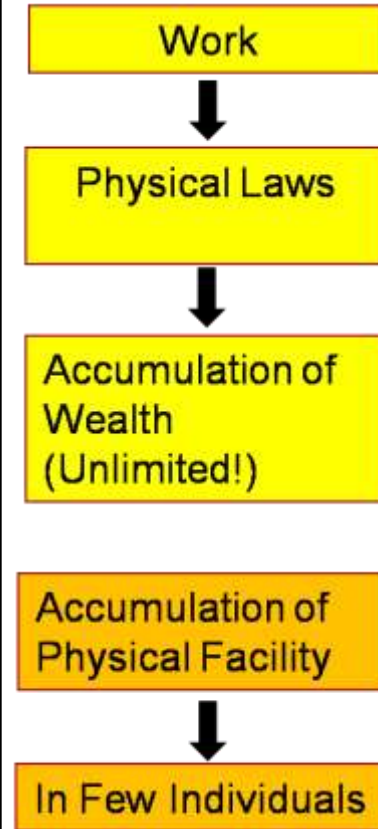 Work
Physical Laws
Accumulation of
Wealth
(Unlimited!)
Accumulation of
Physical Facility
In Few Individuals